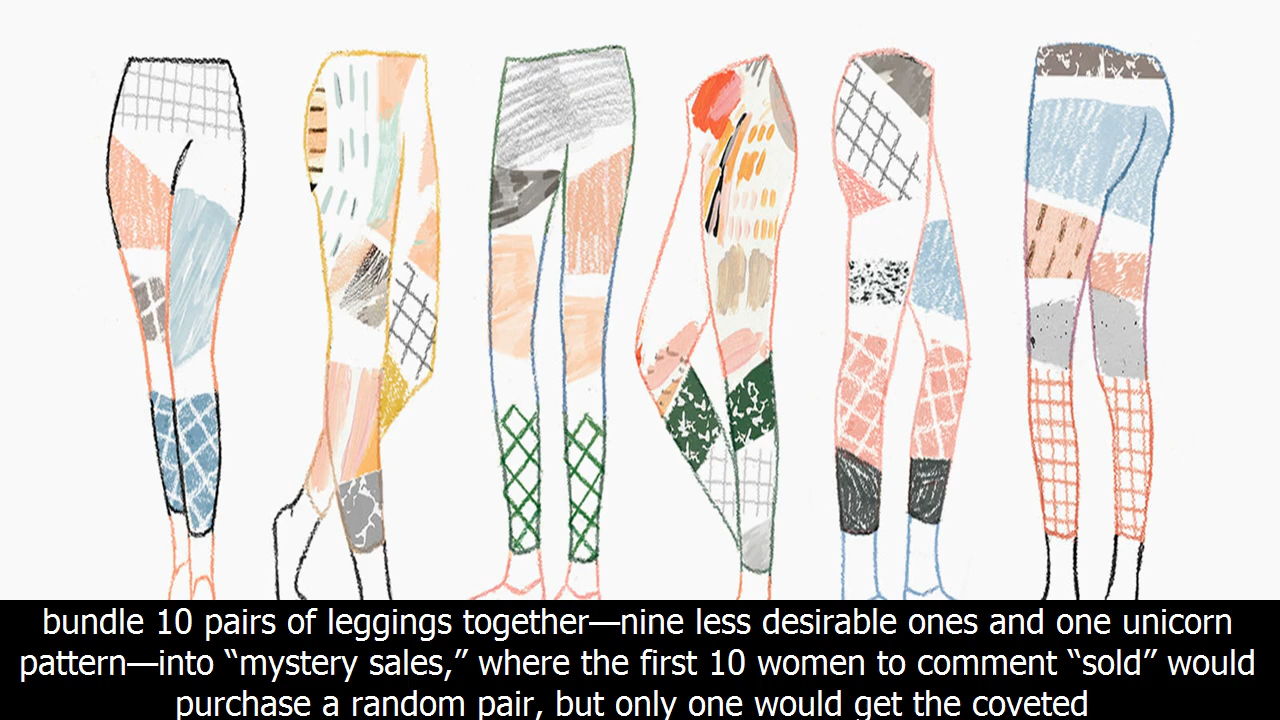 bundle 10 pairs of leggings together—nine less desirable ones and one unicorn
pattern—into “mystery sales,” where the first 10 women to comment “sold” would
purchase a random pair, but only one would get the coveted